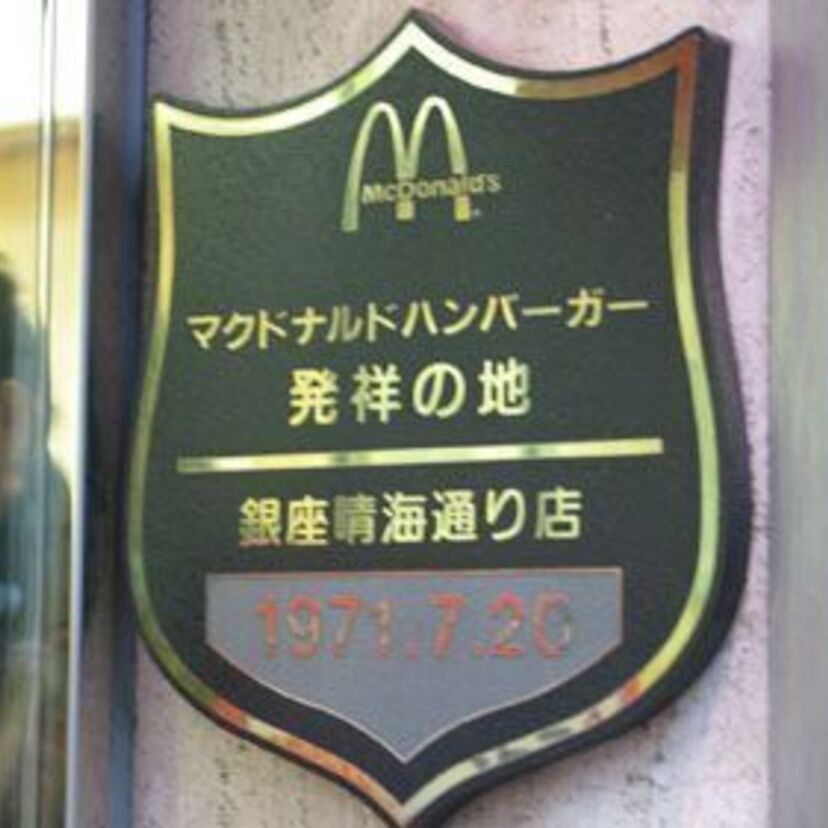 McDonald's
マクドナルドハンバーガー
発祥の地
銀座晴海通り店
1971.7.20